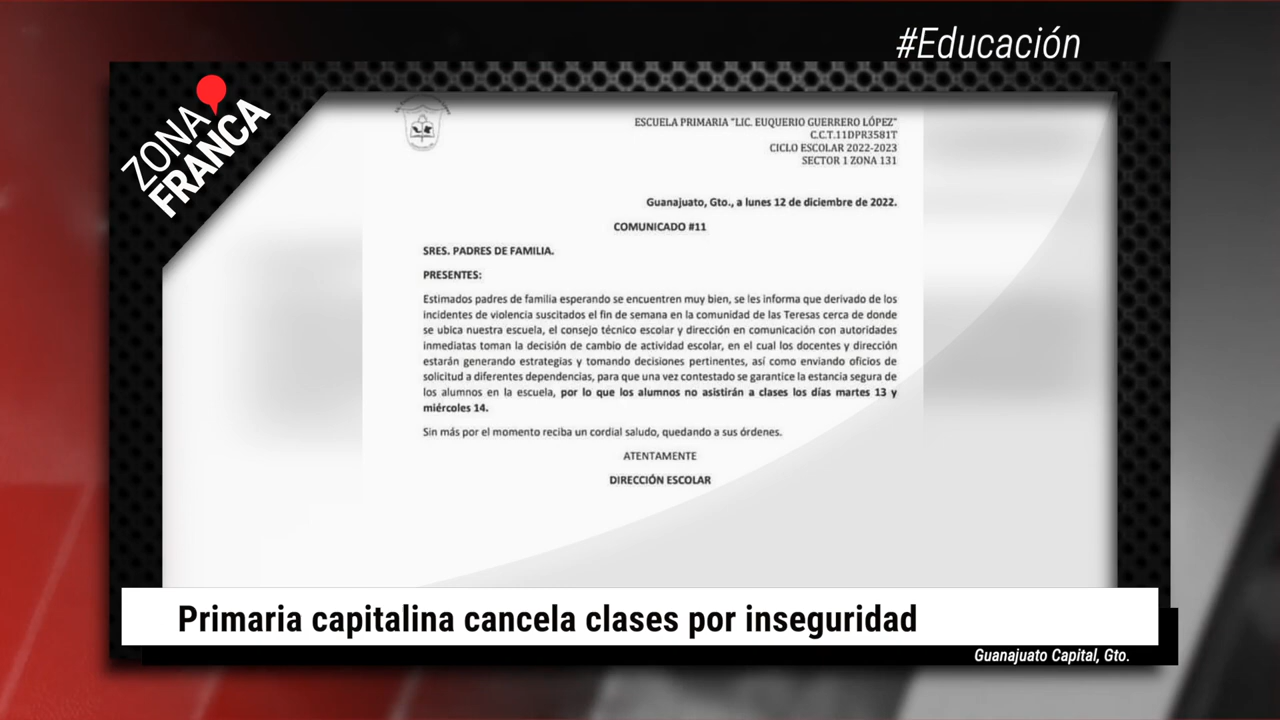 #Educación
ZONA
FRANCA
ESCUELA PRIMARIA "LIC. EUQUERIO GUERRERO LÓPEZ"
C.C.T.11DPR3581T
CICLO ESCOLAR 2022-2023
SECTOR 1 ZONA 131
Guanajuato, Gto., a lunes 12 de diciembre de 2022.
COMUNICADO #11
SRES. PADRES DE FAMILIA.
PRESENTES:
Estimados padres de familia esperando se encuentren muy bien, se les informa que derivado de los
incidentes de violencia suscitados el fin de semana en la comunidad de las Teresas cerca de donde
se ubica nuestra escuela, el consejo técnico escolar y dirección en comunicación con autoridades
inmediatas toman la decisión de cambio de actividad escolar, en el cual los docentes y dirección
estarán generando estrategias y tomando decisiones pertinentes, así como enviando oficios de
solicitud a diferentes dependencias, para que una vez contestado se garantice la estancia segura de
los alumnos en la escuela, por lo que los alumnos no asistirán a clases los días martes 13 y
miércoles 14.
Sin más por el momento reciba un cordial saludo, quedando a sus órdenes.
ATENTAMENTE
DIRECCIÓN ESCOLAR
Primaria capitalina cancela clases por inseguridad
Guanajuato Capital, Gto.